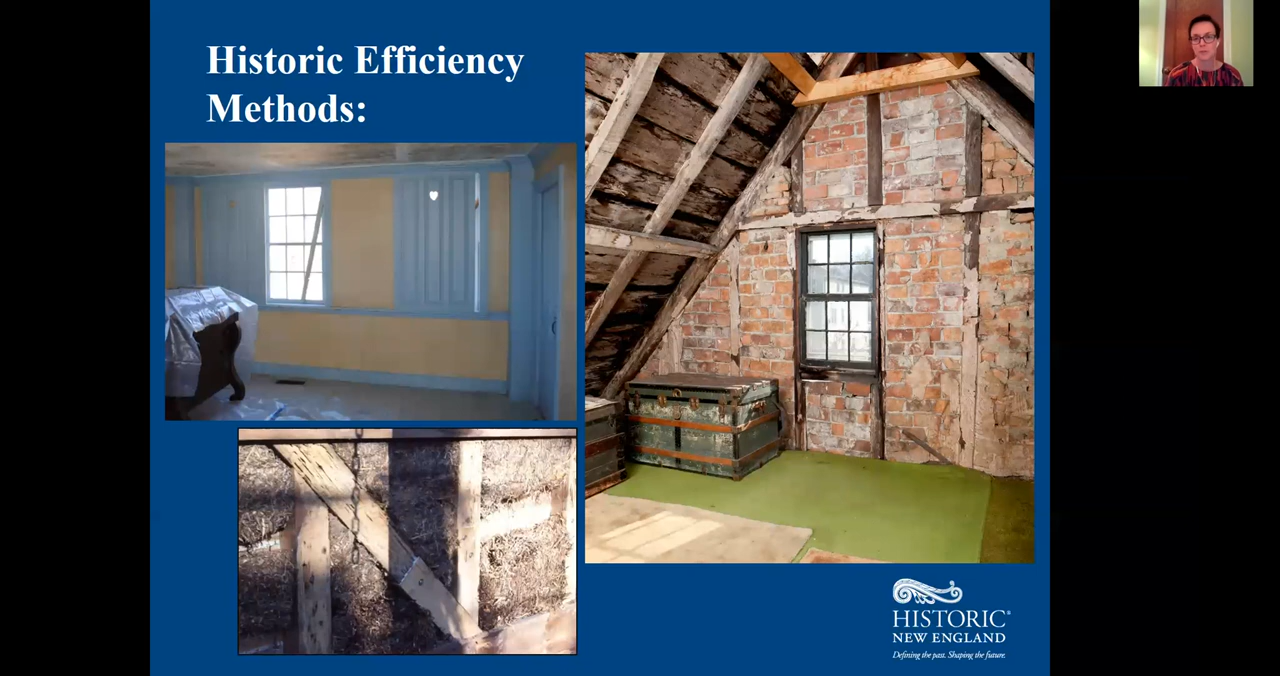 Historic Efficiency
Methods:
HISTORIC®
NEW ENGLAND
Defining the past. Shaping the future.